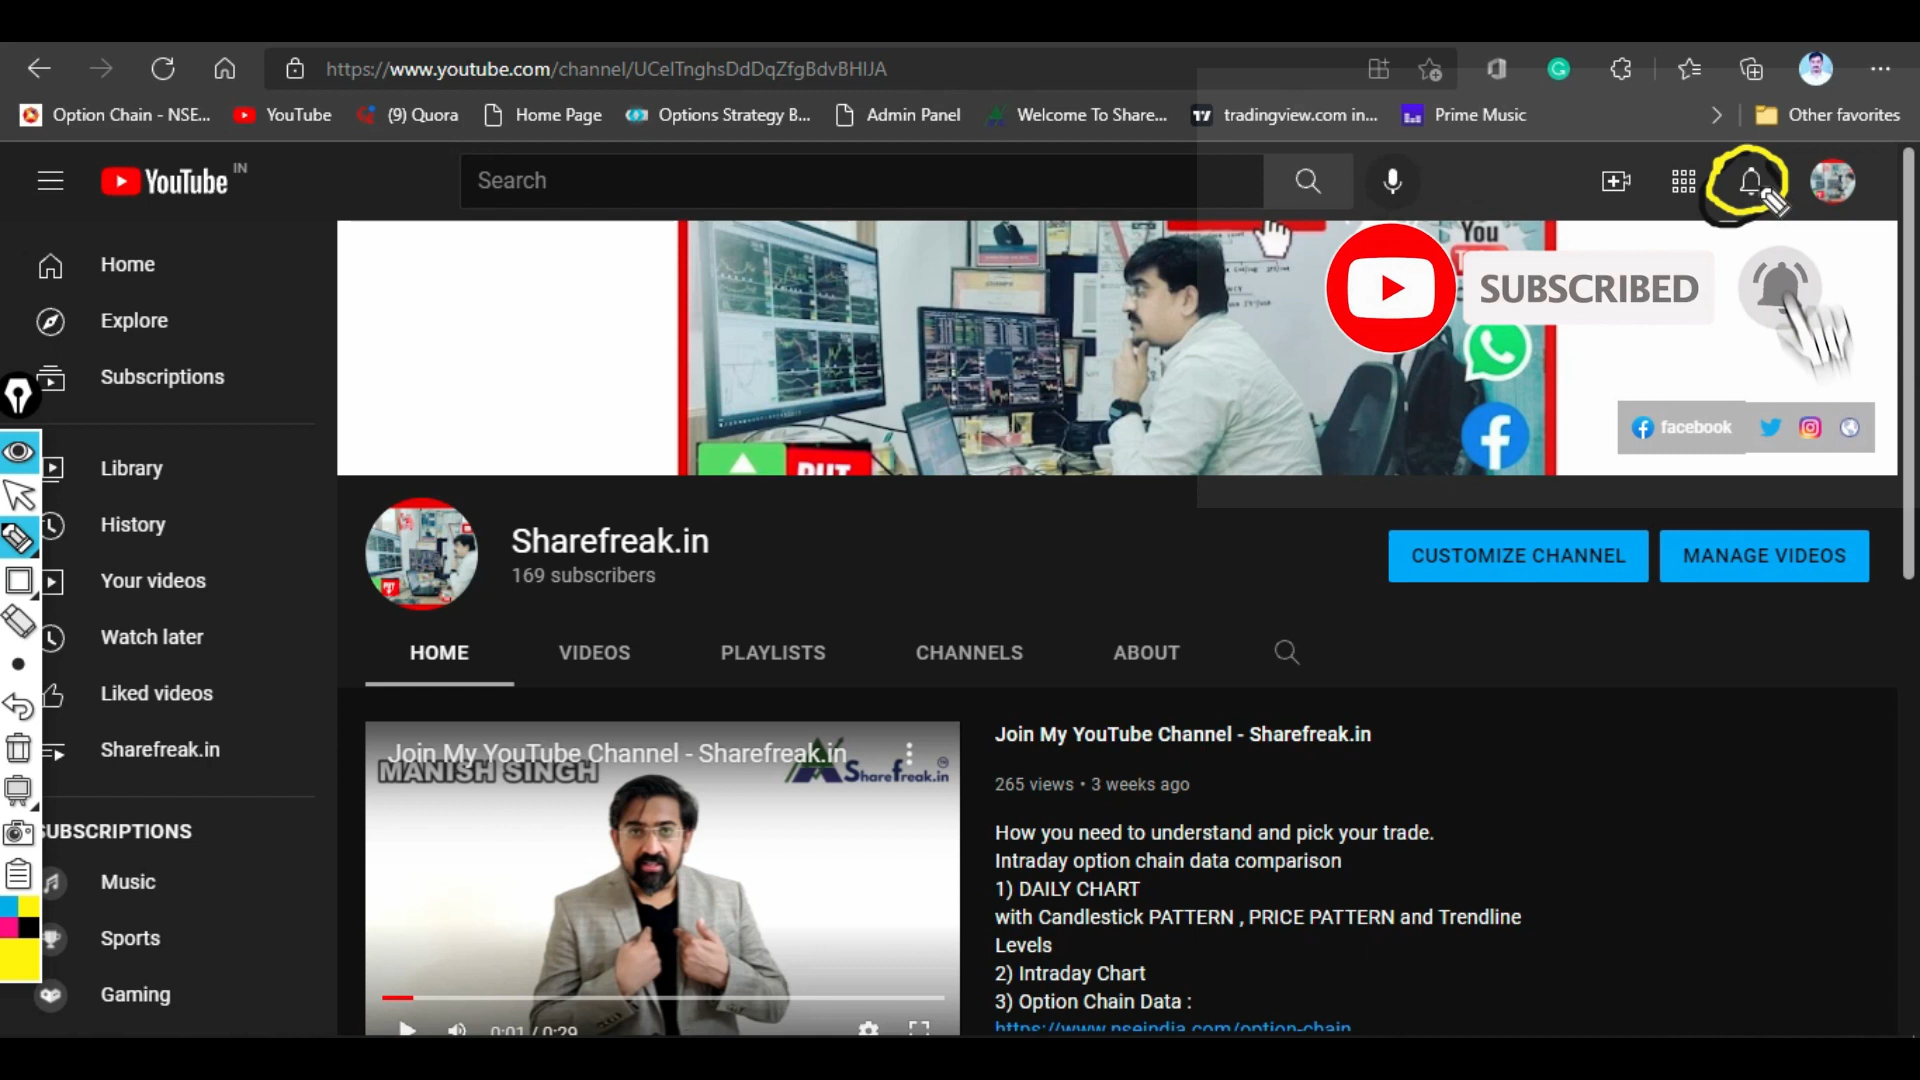 https://www.youtube.com/channel/UCelTnghsDdDqZfgBdvBHlJA
Option Chain - NSE...
YouTube
(9) Quora
Home Page
Options Strategy B...
Admin Panel
Welcome To Share...
tradingview.com in...
Prime Music
Other favorites
YouTube IN
Search
Home
Explore
Subscriptions
Library
History
Your videos
Watch later
Liked videos
Sharefreak.in
SUBSCRIPTIONS
Music
Sports
Gaming
You
SUBSCRIBED
facebook
PUT
Sharefreak.in
169 subscribers
CUSTOMIZE CHANNEL
MANAGE VIDEOS
HOME
VIDEOS
PLAYLISTS
CHANNELS
ABOUT
Join My YouTube Channel - Sharefreak.in
MANISH SINGH
Sharefreak.in
0:01 / 0:29
Join My YouTube Channel - Sharefreak.in
265 views • 3 weeks ago
How you need to understand and pick your trade.
Intraday option chain data comparison
1) DAILY CHART
with Candlestick PATTERN , PRICE PATTERN and Trendline
Levels
2) Intraday Chart
3) Option Chain Data :
https://www.nseindia.com/option-chain